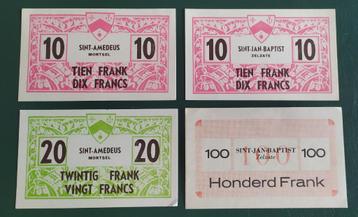 10 SINT-AMEDEUS 10
MORTSEL
TIEN FRANK
DIX FRANCS
10 SINT-JAN-BAPTIST 10
ZELZATE
TIEN FRANK
DIX FRANCS
20 SINT-AMEDEUS 20
MORTSEL
TWINTIG FRANK
VINGT FRANCS
100
100 SINT-JAN-BAPTIST 100
Zelzate
Honderd Frank